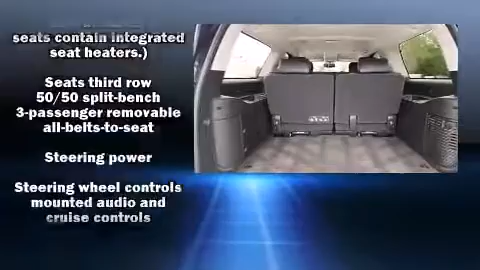 seats contain integrated
seat heaters.)
Seats third row
50/50 split-bench
3-passenger removable
all-belts-to-seat
Steering power
Steering wheel controls
mounted audio and
cruise controls